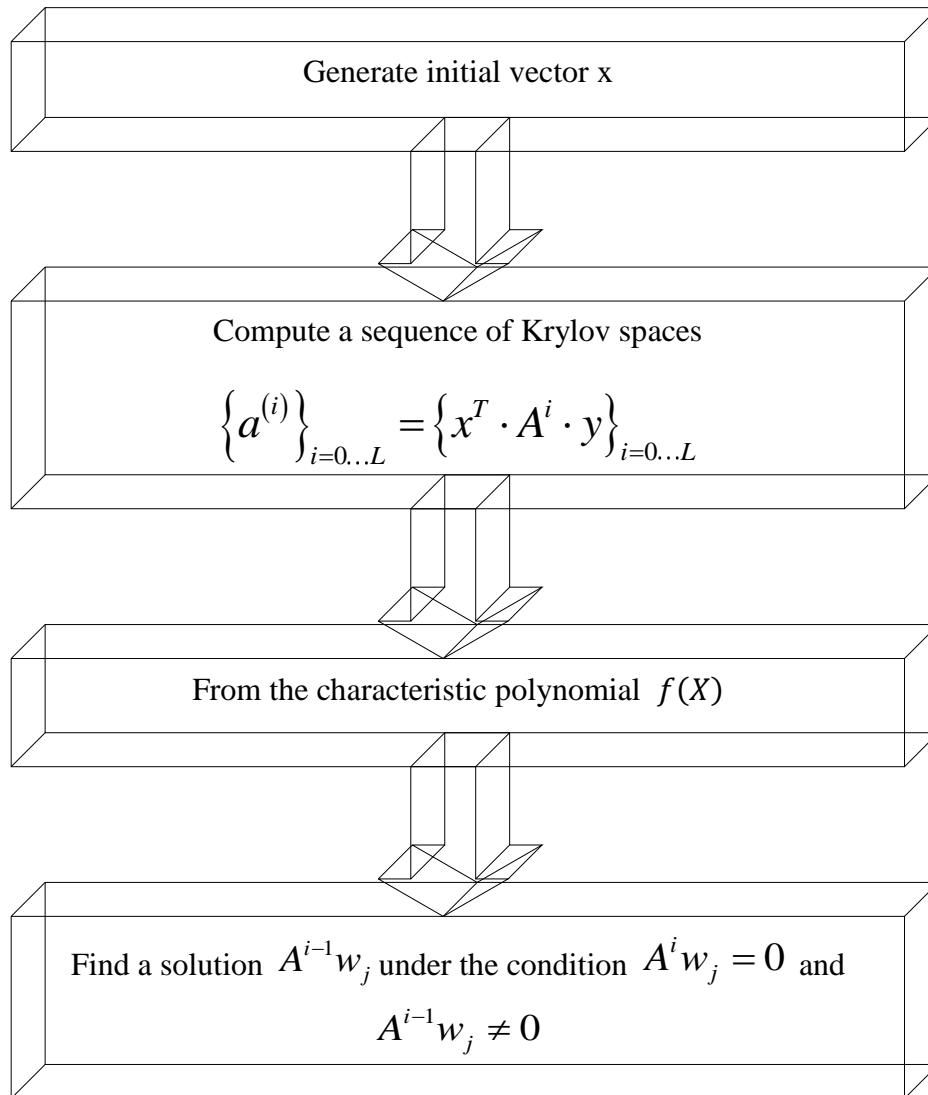 Generate initial vector x
Compute a sequence of Krylov spaces
{a^(i)}_{i=0…L} = {x^T · A^i · y}_{i=0…L}
From the characteristic polynomial f(X)
Find a solution A^{i-1}w_j under the condition A^i w_j = 0 and
A^{i-1}w_j ≠ 0